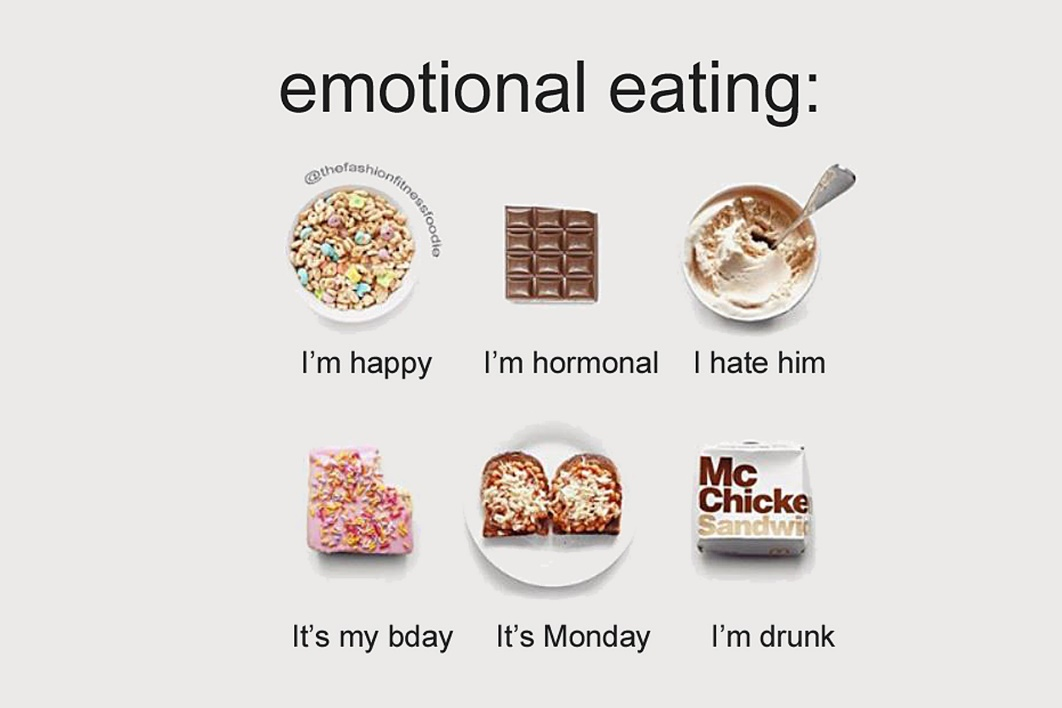 emotional eating:
@thefashionfitnessfoodie
I'm happy
I'm hormonal
I hate him
Mc
Chicke
Sandwi
It's my bday
It's Monday
I'm drunk